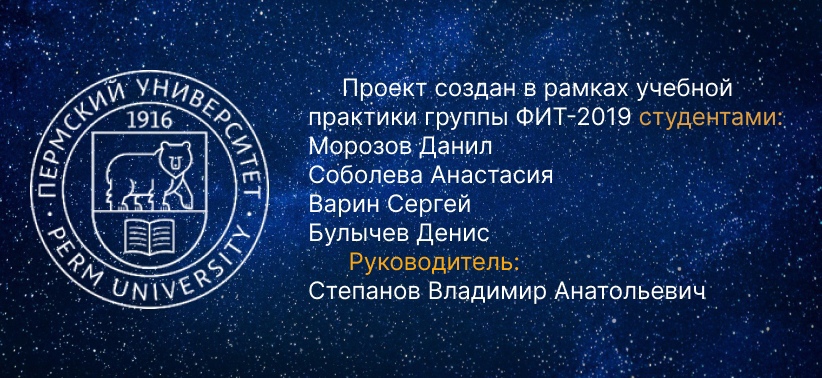 ПЕРМСКИЙ УНИВЕРСИТЕТ
1916
PERM UNIVERSITY
Проект создан в рамках учебной
практики группы ФИТ-2019 студентами:
Морозов Данил
Соболева Анастасия
Варин Сергей
Булычев Денис
Руководитель:
Степанов Владимир Анатольевич